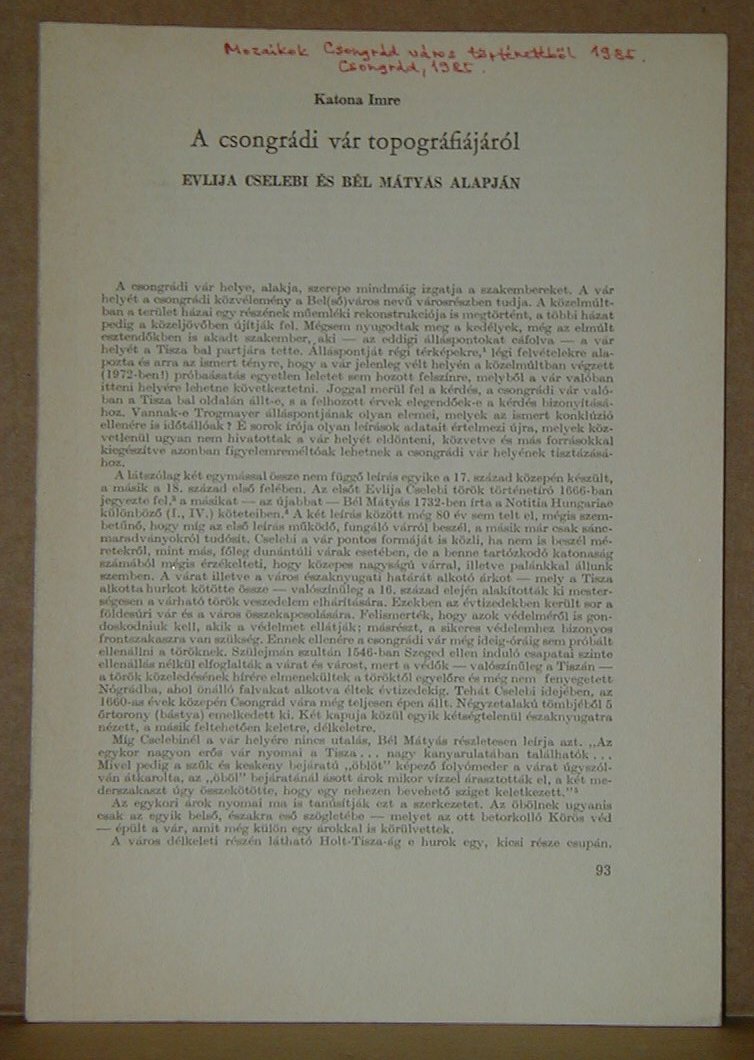 Mozaikok Csongrád város történetéből 1985.
Csongrád, 1985.
Katona Imre
A csongrádi vár topográfiájáról
EVLIJA CSELEBI ÉS BÉL MÁTYÁS ALAPJÁN
A csongrádi vár helye, alakja, szerepe mindmáig izgatja a szakembereket. A vár
helyét a csongrádi közvélemény a Bel(ső)város nevű városrészben tudja. A közelmúlt-
ban a terület házai egy részének műemléki rekonstrukciója is megtörtént, a többi házat
pedig a közeljövőben újítják fel. Mégsem nyugodtak meg a kedélyek, még az elmúlt
esztendőkben is akadt szakember, aki — az eddigi álláspontokat cáfolva — a vár
helyét a Tisza bal partjára tette. Álláspontját régi térképekre,¹ légi felvételekre ala-
pozta és arra az ismert tényre, hogy a vár jelenleg vélt helyén a közelmúltban végzett
(1972-ben!) próbaásatás egyetlen leletet sem hozott felszínre, melyből a vár valóban
itteni helyére lehetne következtetni. Joggal merül fel a kérdés, a csongrádi vár való-
ban a Tisza bal oldalán állt-e, s a felhozott érvek elegendőek-e a kérdés bizonyításá-
hoz. Vannak-e Trogmayer álláspontjának olyan elemei, melyek az ismert konklúzió
ellenére is időtállóak? E sorok írója olyan leírások adatait értelmezi újra, melyek köz-
vetlenül ugyan nem hivatottak a vár helyét eldönteni, közvetve és más forrásokkal
kiegészítve azonban figyelemreméltóak lehetnek a csongrádi vár helyének tisztázásá-
hoz.
A látszólag két egymással össze nem függő leírás egyike a 17. század közepén készült,
a másik a 18. század első felében. Az elsőt Evlija Cselebi török történetíró 1666-ban
jegyezte fel,² a másikat — az újabbat — Bél Mátyás 1732-ben írta a Notitia Hungariae
különböző (I., IV.) köteteiben.⁴ A két leírás között még 80 év sem telt el, mégis szem-
betűnő, hogy míg az első leírás működő, fungáló várról beszél, a másik már csak sánc-
maradványokról tudósít. Cselebi a vár pontos formáját is közli, ha nem is beszél mé-
retekről, mint más, főleg dunántúli várak esetében, de a benne tartózkodó katonaság
számából mégis érzékelteti, hogy közepes nagyságú várral, illetve palánkkal állunk
szemben. A várat illetve a város északnyugati határát alkotó árkot — mely a Tisza
alkotta hurkot kötötte össze — valószínűleg a 16. század elején alakították ki mester-
ségesen a várható török veszedelem elhárítására. Ezekben az évtizedekben került sor a
földesúri vár és a város összekapcsolására. Felismerték, hogy azok védelméről is gon-
doskodniuk kell, akik a védelmet ellátják; másrészt, a sikeres védelemhez bizonyos
frontszakaszra van szükség. Ennek ellenére a csongrádi vár még ideig-óráig sem próbált
ellenállni a töröknek. Szülejmán szultán 1546-ban Szeged ellen induló csapatai szinte
ellenállás nélkül elfoglalták a várat és várost, mert a védők — valószínűleg a Tiszán —
a török közeledésének hírére elmenekültek a töröktől egyelőre és még nem fenyegetett
Nógrádba, ahol önálló falvakat alkotva éltek évtizedekig. Tehát Cselebi idejében, az
1660-as évek közepén Csongrád vára még teljesen épen állt. Négyzetalakú tömbjéből 5
őrtorony (bástya) emelkedett ki. Két kapuja közül egyik kétségtelenül északnyugatra
nézett, a másik feltehetően keletre, délkeletre.
Míg Cselebinél a vár helyére nincs utalás, Bél Mátyás részletesen leírja azt. „Az
egykor nagyon erős vár nyomai a Tisza... nagy kanyarulatában találhatók...
Mivel pedig a szűk és keskeny bejáratú „öblöt" képező folyómeder a várat úgyszól-
ván átkarolta, az „öböl" bejáratánál ásott árok mikor vízzel árasztották el, a két me-
derszakaszt úgy összekötötte, hogy egy nehezen bevehető sziget keletkezett."⁵
Az egykori árok nyomai ma is tanúsítják ezt a szerkezetet. Az öbölnek ugyanis
csak az egyik belső, északra eső szögletébe — melyet az ott betorkolló Körös véd
— épült a vár, amit még külön egy árokkal is körülvettek.
A város délkeleti részén látható Holt-Tisza-ág e hurok egy, kicsi része csupán.
93